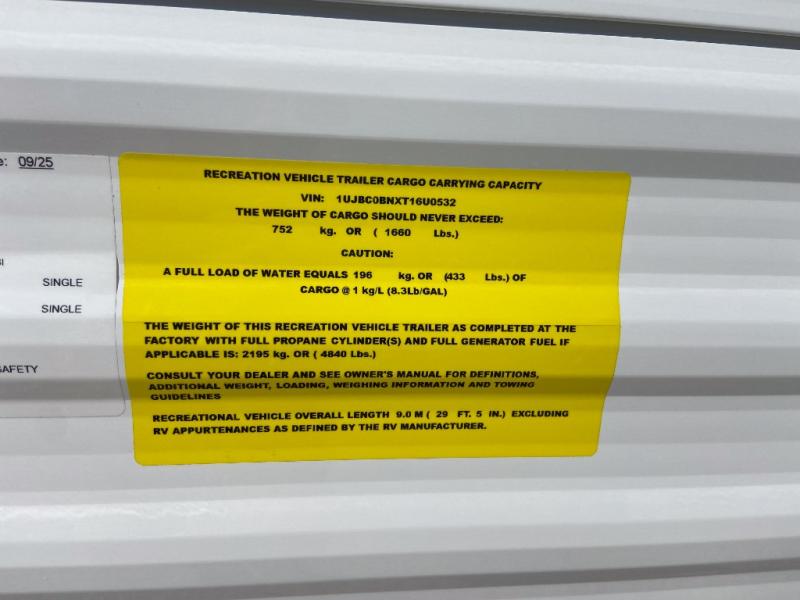 e: 09/25
SINGLE
SINGLE
SAFETY
RECREATION VEHICLE TRAILER CARGO CARRYING CAPACITY
VIN: 1UJBC0BNXT16U0532
THE WEIGHT OF CARGO SHOULD NEVER EXCEED:
752 kg. OR ( 1660 Lbs.)
CAUTION:
A FULL LOAD OF WATER EQUALS 196 kg. OR (433 Lbs.) OF
CARGO @ 1 kg/L (8.3Lb/GAL)
THE WEIGHT OF THIS RECREATION VEHICLE TRAILER AS COMPLETED AT THE
FACTORY WITH FULL PROPANE CYLINDER(S) AND FULL GENERATOR FUEL IF
APPLICABLE IS: 2195 kg. OR ( 4840 Lbs.)
CONSULT YOUR DEALER AND SEE OWNER'S MANUAL FOR DEFINITIONS,
ADDITIONAL WEIGHT, LOADING, WEIGHING INFORMATION AND TOWING
GUIDELINES
RECREATIONAL VEHICLE OVERALL LENGTH 9.0 M ( 29 FT. 5 IN.) EXCLUDING
RV APPURTENANCES AS DEFINED BY THE RV MANUFACTURER.